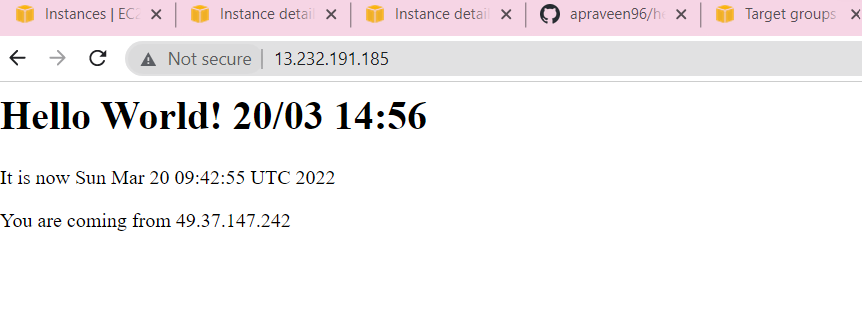 Instances | EC2
Instance detail
Instance detail
apraveen96/he
Target groups
Not secure
13.232.191.185
Hello World! 20/03 14:56
It is now Sun Mar 20 09:42:55 UTC 2022
You are coming from 49.37.147.242